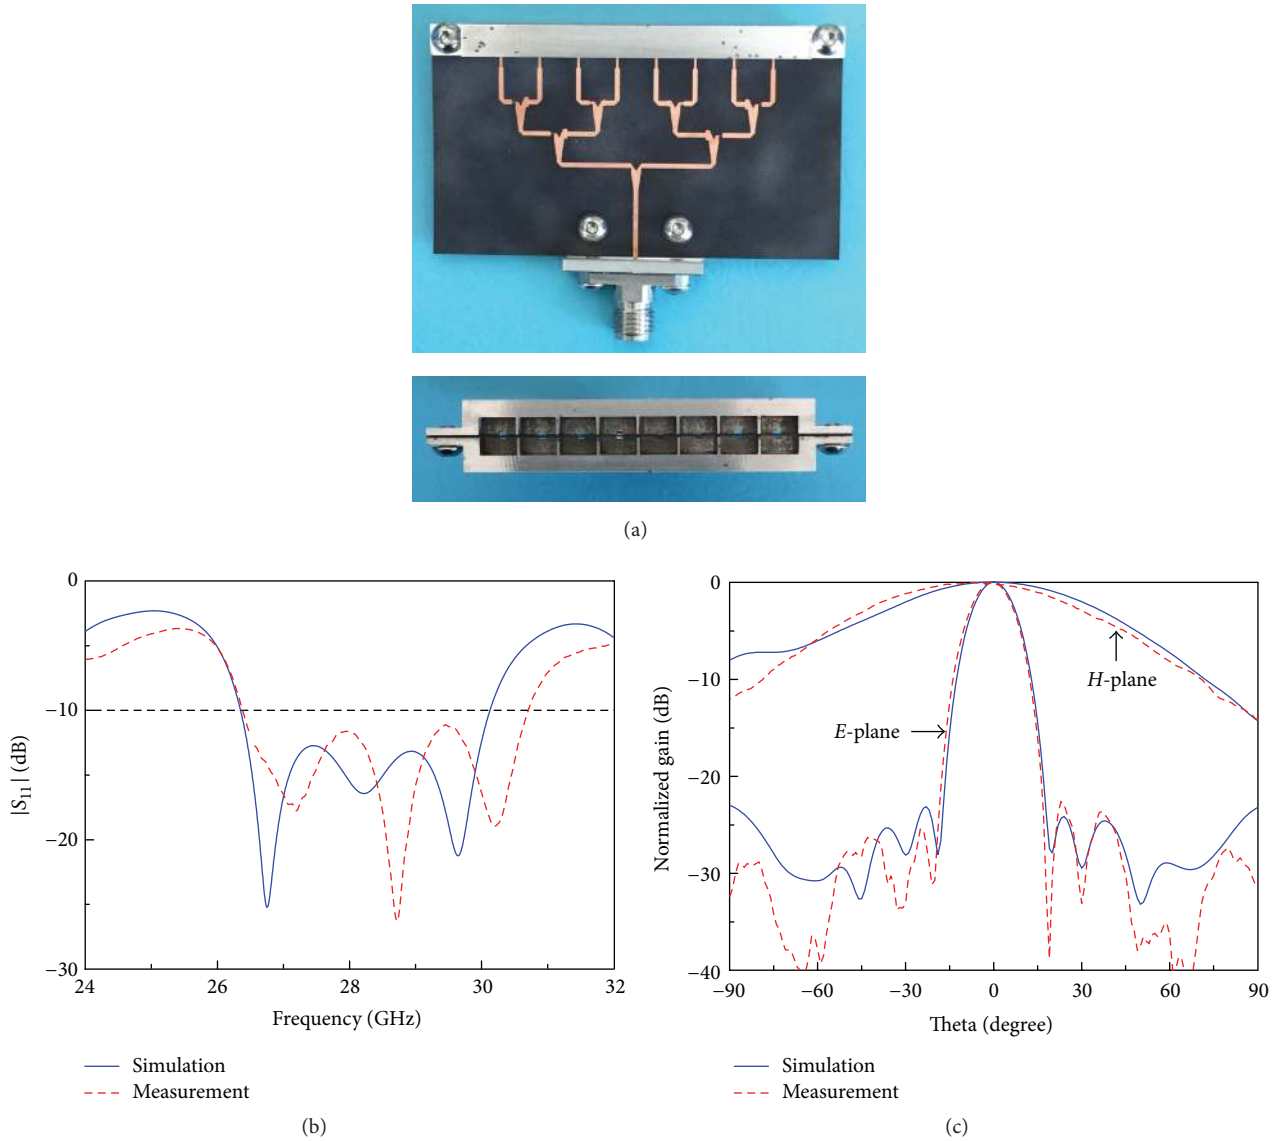 (a)
0
−10
−20
−30
|S11| (dB)
24
26
28
30
32
Frequency (GHz)
Simulation
Measurement
(b)
0
−10
−20
−30
−40
Normalized gain (dB)
H-plane
E-plane
−90
−60
−30
0
30
60
90
Theta (degree)
Simulation
Measurement
(c)